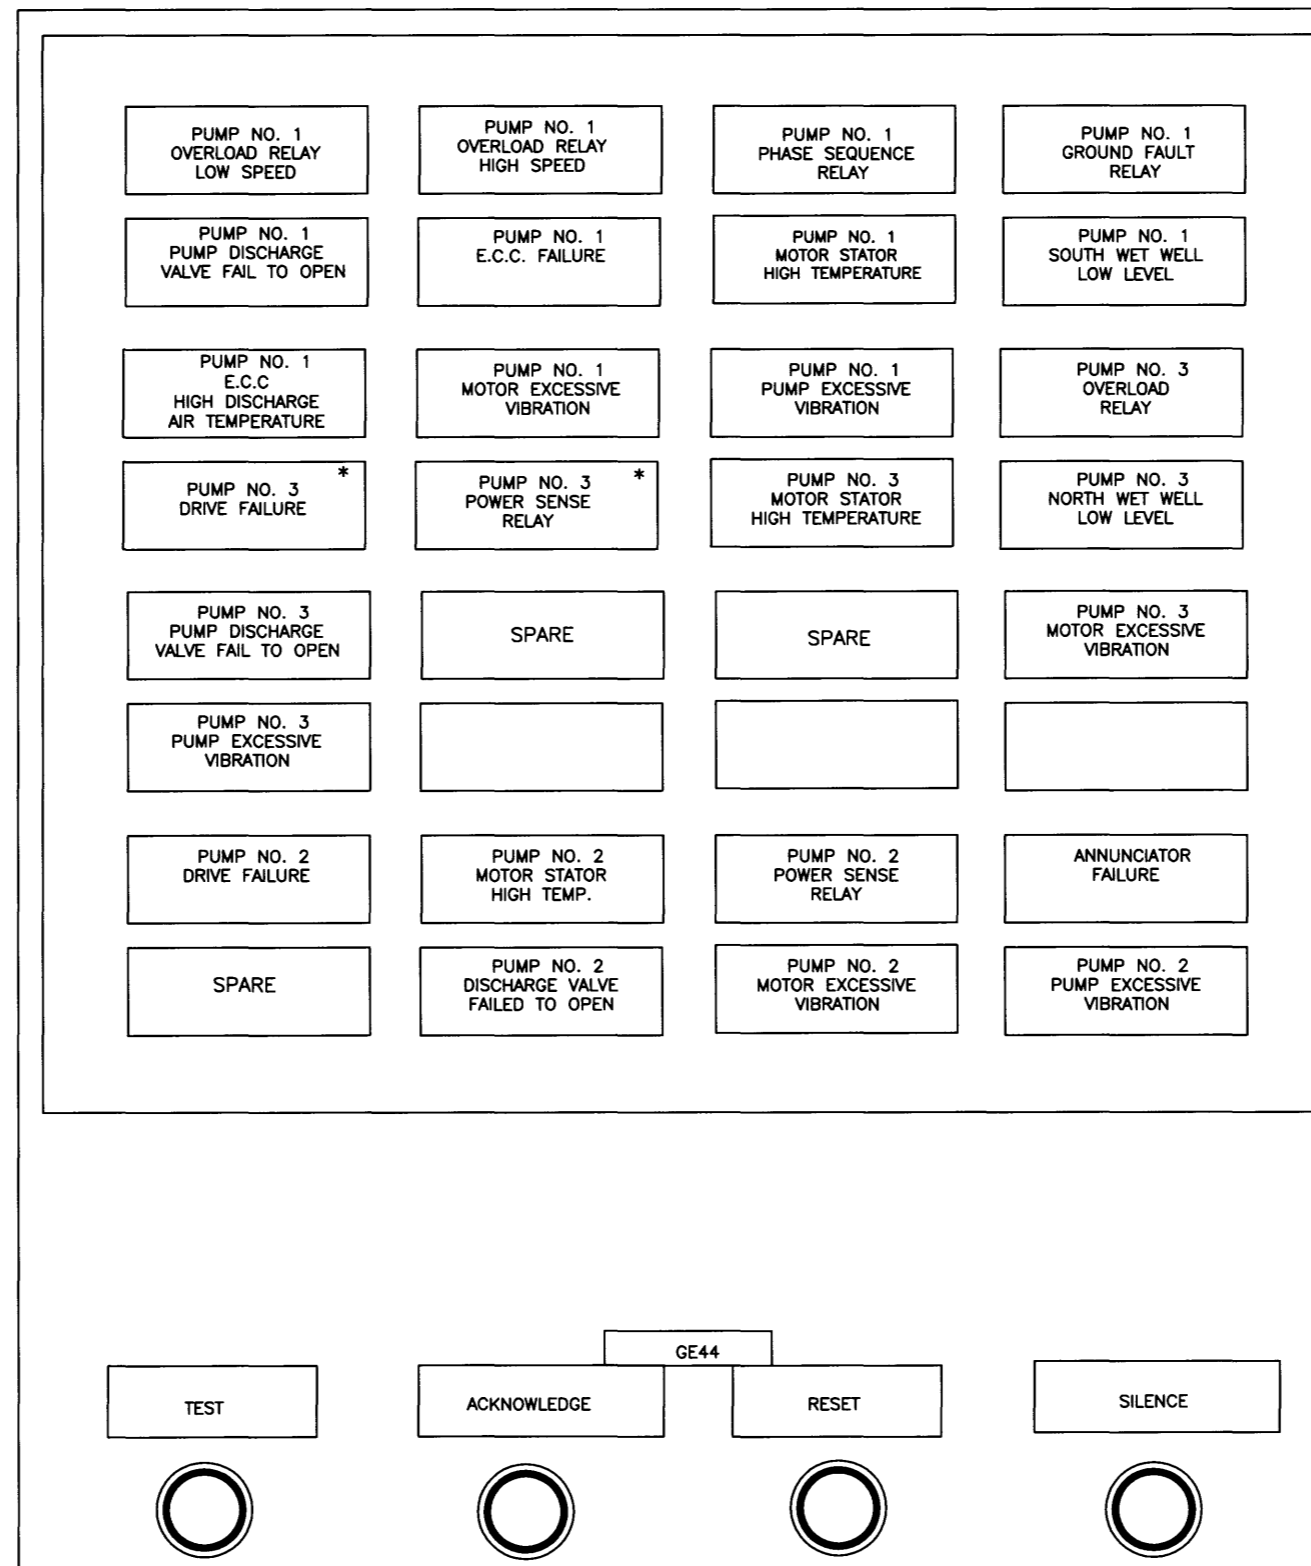 PUMP NO. 1
OVERLOAD RELAY
LOW SPEED
PUMP NO. 1
OVERLOAD RELAY
HIGH SPEED
PUMP NO. 1
PHASE SEQUENCE
RELAY
PUMP NO. 1
GROUND FAULT
RELAY
PUMP NO. 1
PUMP DISCHARGE
VALVE FAIL TO OPEN
PUMP NO. 1
E.C.C. FAILURE
PUMP NO. 1
MOTOR STATOR
HIGH TEMPERATURE
PUMP NO. 1
SOUTH WET WELL
LOW LEVEL
PUMP NO. 1
E.C.C
HIGH DISCHARGE
AIR TEMPERATURE
PUMP NO. 1
MOTOR EXCESSIVE
VIBRATION
PUMP NO. 1
PUMP EXCESSIVE
VIBRATION
PUMP NO. 3
OVERLOAD
RELAY
*
PUMP NO. 3
DRIVE FAILURE
PUMP NO. 3 *
POWER SENSE
RELAY
PUMP NO. 3
MOTOR STATOR
HIGH TEMPERATURE
PUMP NO. 3
NORTH WET WELL
LOW LEVEL
PUMP NO. 3
PUMP DISCHARGE
VALVE FAIL TO OPEN
SPARE
SPARE
PUMP NO. 3
MOTOR EXCESSIVE
VIBRATION
PUMP NO. 3
PUMP EXCESSIVE
VIBRATION
PUMP NO. 2
DRIVE FAILURE
PUMP NO. 2
MOTOR STATOR
HIGH TEMP.
PUMP NO. 2
POWER SENSE
RELAY
ANNUNCIATOR
FAILURE
SPARE
PUMP NO. 2
DISCHARGE VALVE
FAILED TO OPEN
PUMP NO. 2
MOTOR EXCESSIVE
VIBRATION
PUMP NO. 2
PUMP EXCESSIVE
VIBRATION
GE44
TEST
ACKNOWLEDGE
RESET
SILENCE